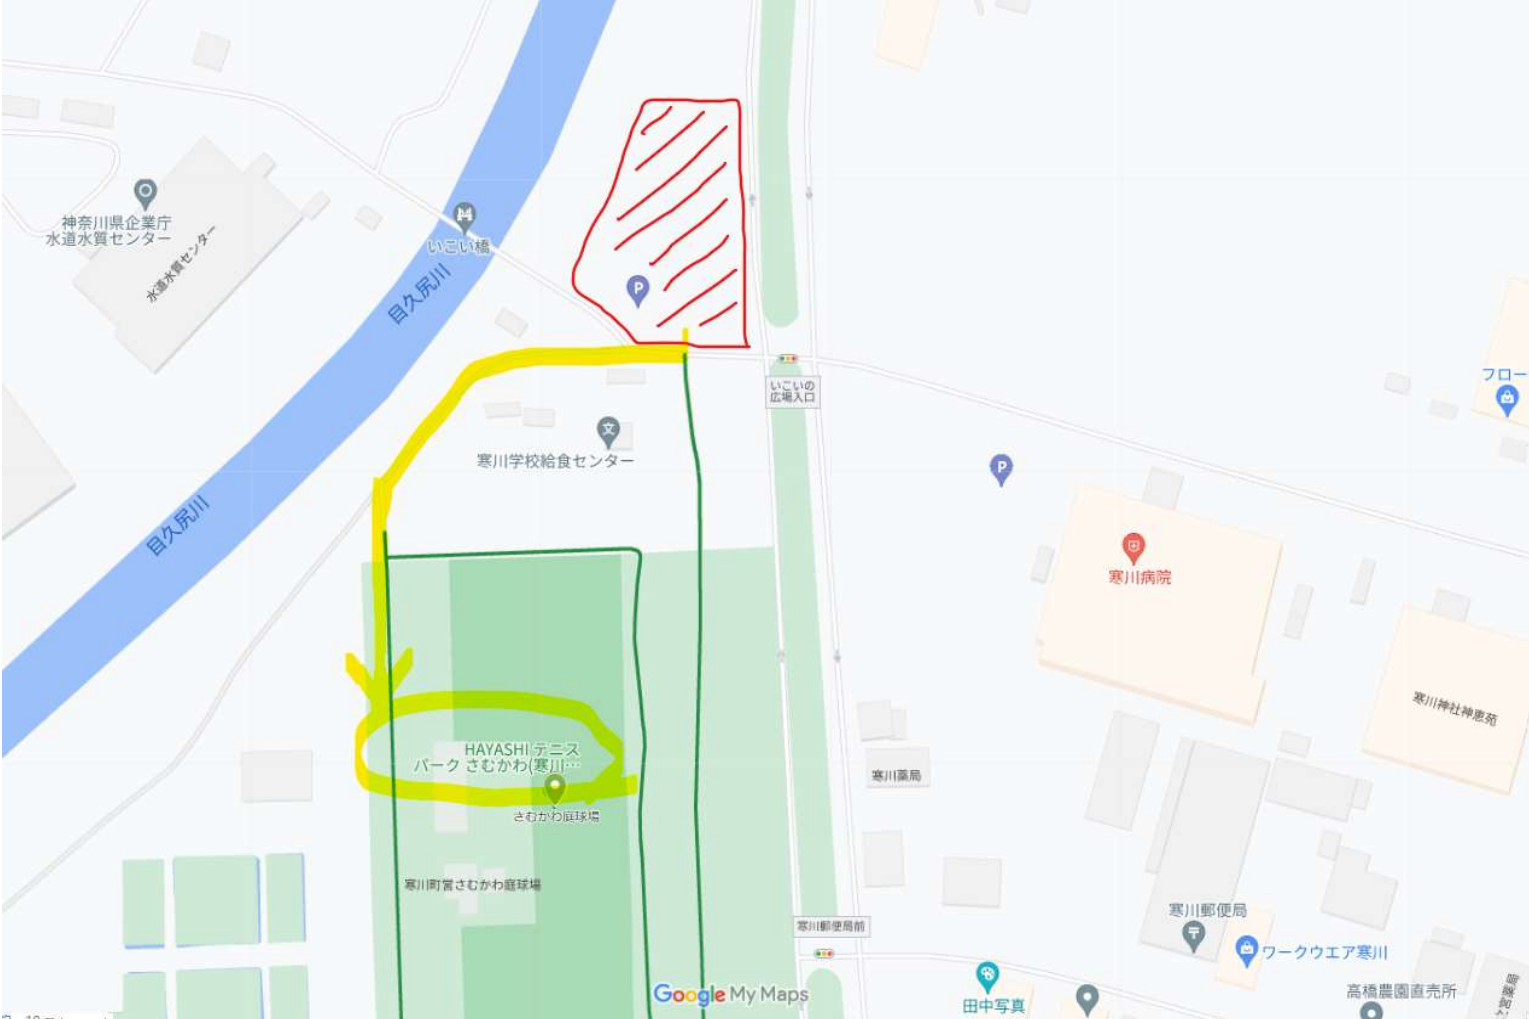 神奈川県企業庁
水道水質センター
水道水質センター
いこい橋
目久尻川
P
フロー
いこいの
広場入口
文
寒川学校給食センター
P
目久尻川
寒川病院
寒川神社神恵苑
HAYASHI テニス
パーク さむかわ(寒川…
さむかわ庭球場
寒川薬局
寒川町営さむかわ庭球場
寒川郵便局前
寒川郵便局
ワークウエア寒川
Google My Maps
田中写真
高橋農園直売所